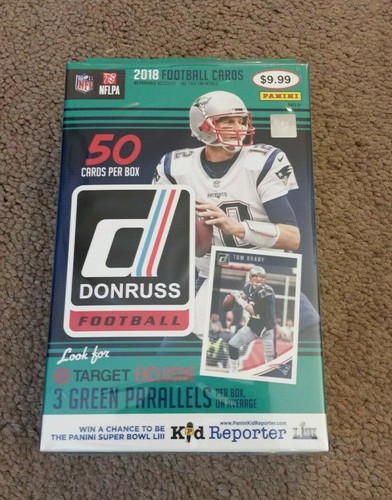 NFL
NFLPA
2018 FOOTBALL CARDS
$9.99
PANINI
50
CARDS PER BOX
12
d
DONRUSS
FOOTBALL
TOM BRADY
Look for
TARGET EXCLUSIVE
3 GREEN PARALLELS PER BOX, ON AVERAGE
WIN A CHANCE TO BE
THE PANINI SUPER BOWL LIII
PaniniKidReporter.com
Kid Reporter
LIII